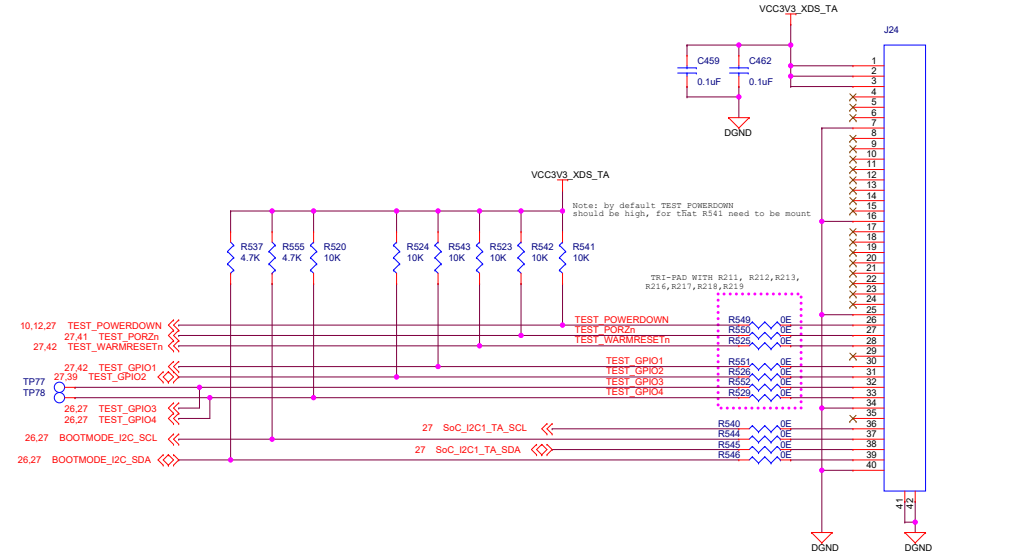 VCC3V3_XDS_TA
J24
C459
0.1uF
C462
0.1uF
DGND
VCC3V3_XDS_TA
Note: by default TEST_POWERDOWN
should be high, for that R541 need to be mount
R537
4.7K
R555
4.7K
R520
10K
R524
10K
R543
10K
R523
10K
R542
10K
R541
10K
TRI-PAD WITH R211, R212,R213,
R216,R217,R218,R219
10,12,27 TEST_POWERDOWN
27,41 TEST_PORZn
27,42 TEST_WARMRESETn
27,42 TEST_GPIO1
27,39 TEST_GPIO2
TP77
TP78
26,27 TEST_GPIO3
26,27 TEST_GPIO4
26,27 BOOTMODE_I2C_SCL
26,27 BOOTMODE_I2C_SDA
TEST_POWERDOWN
TEST_PORZn
TEST_WARMRESETn
TEST_GPIO1
TEST_GPIO2
TEST_GPIO3
TEST_GPIO4
27 SoC_I2C1_TA_SCL
27 SoC_I2C1_TA_SDA
R549 0E
R550 0E
R525 0E
R551 0E
R526 0E
R552 0E
R529 0E
R540 0E
R544 0E
R545 0E
R546 0E
1
2
3
4
5
6
7
8
9
10
11
12
13
14
15
16
17
18
19
20
21
22
23
24
25
26
27
28
29
30
31
32
33
34
35
36
37
38
39
40
41
42
DGND
DGND